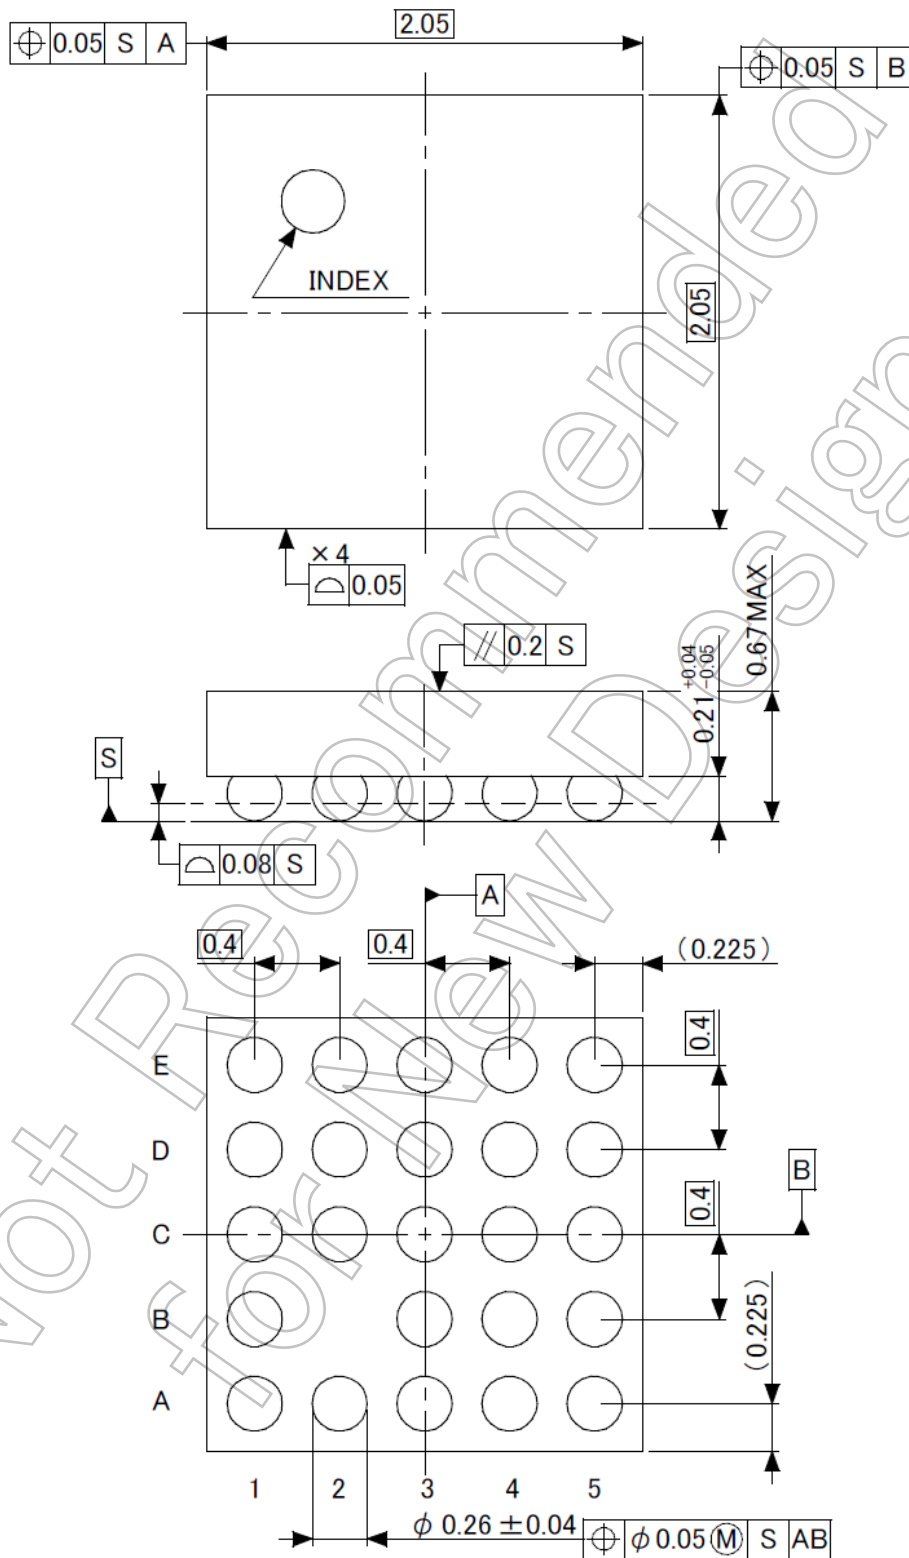 ⌖ 0.05 S A
2.05
⌖ 0.05 S B
INDEX
2.05
×4
⌓ 0.05
// 0.2 S
0.21 +0.04 -0.05
0.67MAX
S
⌓ 0.08 S
A
0.4
0.4
(0.225)
E
0.4
D
B
C
0.4
B
(0.225)
A
1 2 3 4 5
φ 0.26 ±0.04
⌖ φ 0.05 Ⓜ S AB
Not Recommended
for New Design